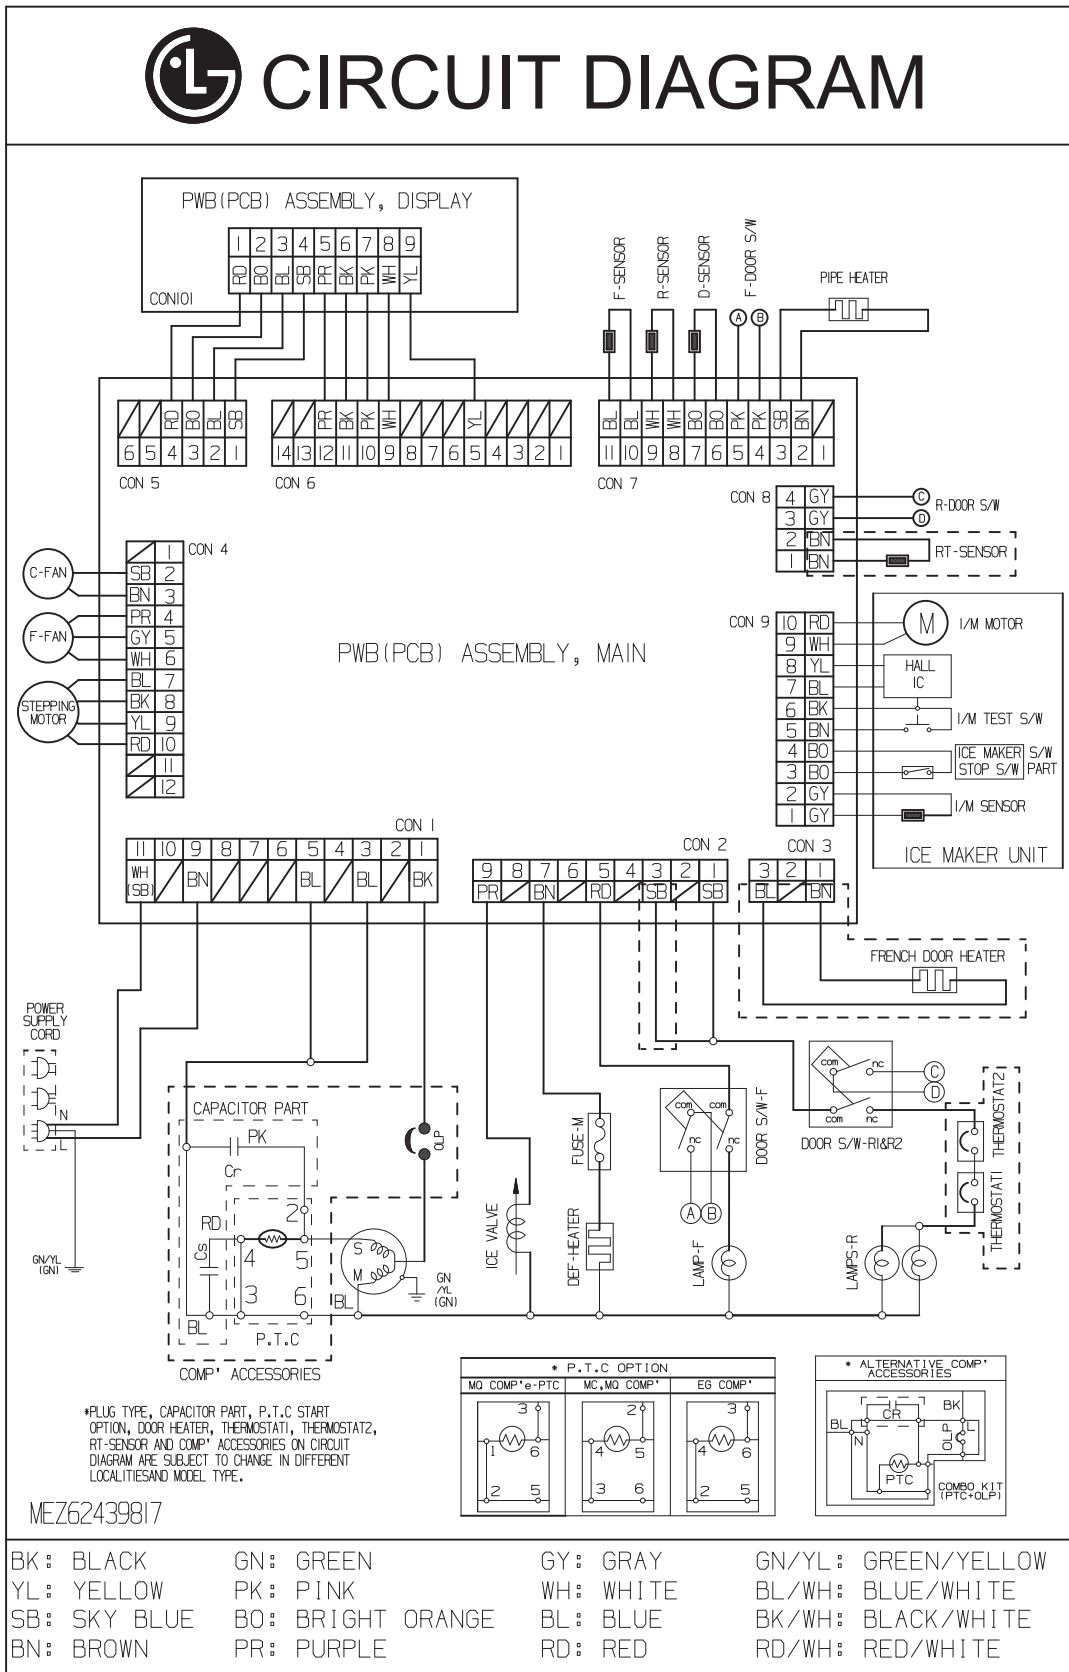 LG CIRCUIT DIAGRAM
PWB(PCB) ASSEMBLY, DISPLAY
1 2 3 4 5 6 7 8 9
RD BO BL SB PR BK PK WH YL
CON101
F-SENSOR
R-SENSOR
D-SENSOR
F-DOOR S/W
A B
PIPE HEATER
RD BO BL SB
6 5 4 3 2 1
CON 5
PR BK PK WH YL
14 13 12 11 10 9 8 7 6 5 4 3 2 1
CON 6
BL BL WH WH BO BO PK PK SB BN
11 10 9 8 7 6 5 4 3 2 1
CON 7
CON 8
4 GY
3 GY
2 BN
1 BN
C
D
R-DOOR S/W
RT-SENSOR
CON 4
1
SB 2
BN 3
PR 4
GY 5
WH 6
BL 7
BK 8
YL 9
RD 10
11
12
C-FAN
F-FAN
STEPPING
MOTOR
PWB(PCB) ASSEMBLY, MAIN
CON 9
10 RD
9 WH
8 YL
7 BL
6 BK
5 BN
4 BO
3 BO
2 GY
1 GY
M
I/M MOTOR
HALL
IC
I/M TEST S/W
ICE MAKER S/W
STOP S/W PART
I/M SENSOR
ICE MAKER UNIT
CON 1
11 10 9 8 7 6 5 4 3 2 1
WH
(SB) BN BL BL BK
CON 2
9 8 7 6 5 4 3 2 1
PR BN RD SB SB
CON 3
3 2 1
BL BN
FRENCH DOOR HEATER
POWER
SUPPLY
CORD
N
L
GN/YL
(GN)
CAPACITOR PART
PK
Cr
RD
Cs
2
4 5
3 6
BL
P.T.C
COMP' ACCESSORIES
OLP
S
M
BL
GN
/YL
(GN)
ICE VALVE
FUSE-M
DEF-HEATER
com com
nc nc
DOOR S/W-F
A B
LAMP-F
com nc
com nc
C
D
DOOR S/W-R1&R2
THERMOSTAT2
THERMOSTAT1
LAMPS-R
*PLUG TYPE, CAPACITOR PART, P.T.C START
OPTION, DOOR HEATER, THERMOSTAT1, THERMOSTAT2,
RT-SENSOR AND COMP' ACCESSORIES ON CIRCUIT
DIAGRAM ARE SUBJECT TO CHANGE IN DIFFERENT
LOCALITIESAND MODEL TYPE.
MEZ62439817
* P.T.C OPTION
MQ COMP'e-PTC MC,MQ COMP' EG COMP'
3 2 3
1 6 4 5 4 6
2 5 3 6 2 5
* ALTERNATIVE COMP'
ACCESSORIES
CR BK
BL
N
L
OLP
PTC
COMBO KIT
(PTC+OLP)
BK: BLACK GN: GREEN GY: GRAY GN/YL: GREEN/YELLOW
YL: YELLOW PK: PINK WH: WHITE BL/WH: BLUE/WHITE
SB: SKY BLUE BO: BRIGHT ORANGE BL: BLUE BK/WH: BLACK/WHITE
BN: BROWN PR: PURPLE RD: RED RD/WH: RED/WHITE